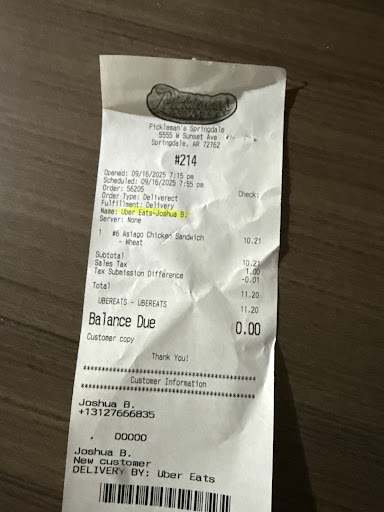 Pickleman's
Pickleman's Springdale
5555 W Sunset Ave
Springdale, AR 72762
#214
Opened: 09/16/2025 7:15 pm
Scheduled: 09/16/2025 7:55 pm
Order: 56205 Check:
Order Type: Deliverect
Fulfillment: Delivery
Name: Uber Eats-Joshua B.
Server: None
1 #6 Asiago Chicken Sandwich 10.21
- Wheat
Subtotal 10.21
Sales Tax 1.00
Tax Submission Difference -0.01
Total 11.20
UBEREATS - UBEREATS 11.20
Balance Due 0.00
Customer copy
Thank You!
****************************************
Customer Information
****************************************
Joshua B.
+13127666835
, 00000
Joshua B.
New customer
DELIVERY BY: Uber Eats